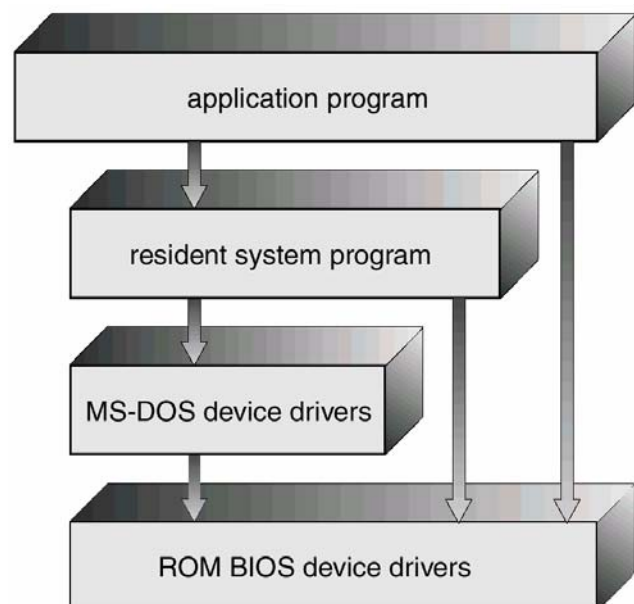 application program
resident system program
MS-DOS device drivers
ROM BIOS device drivers